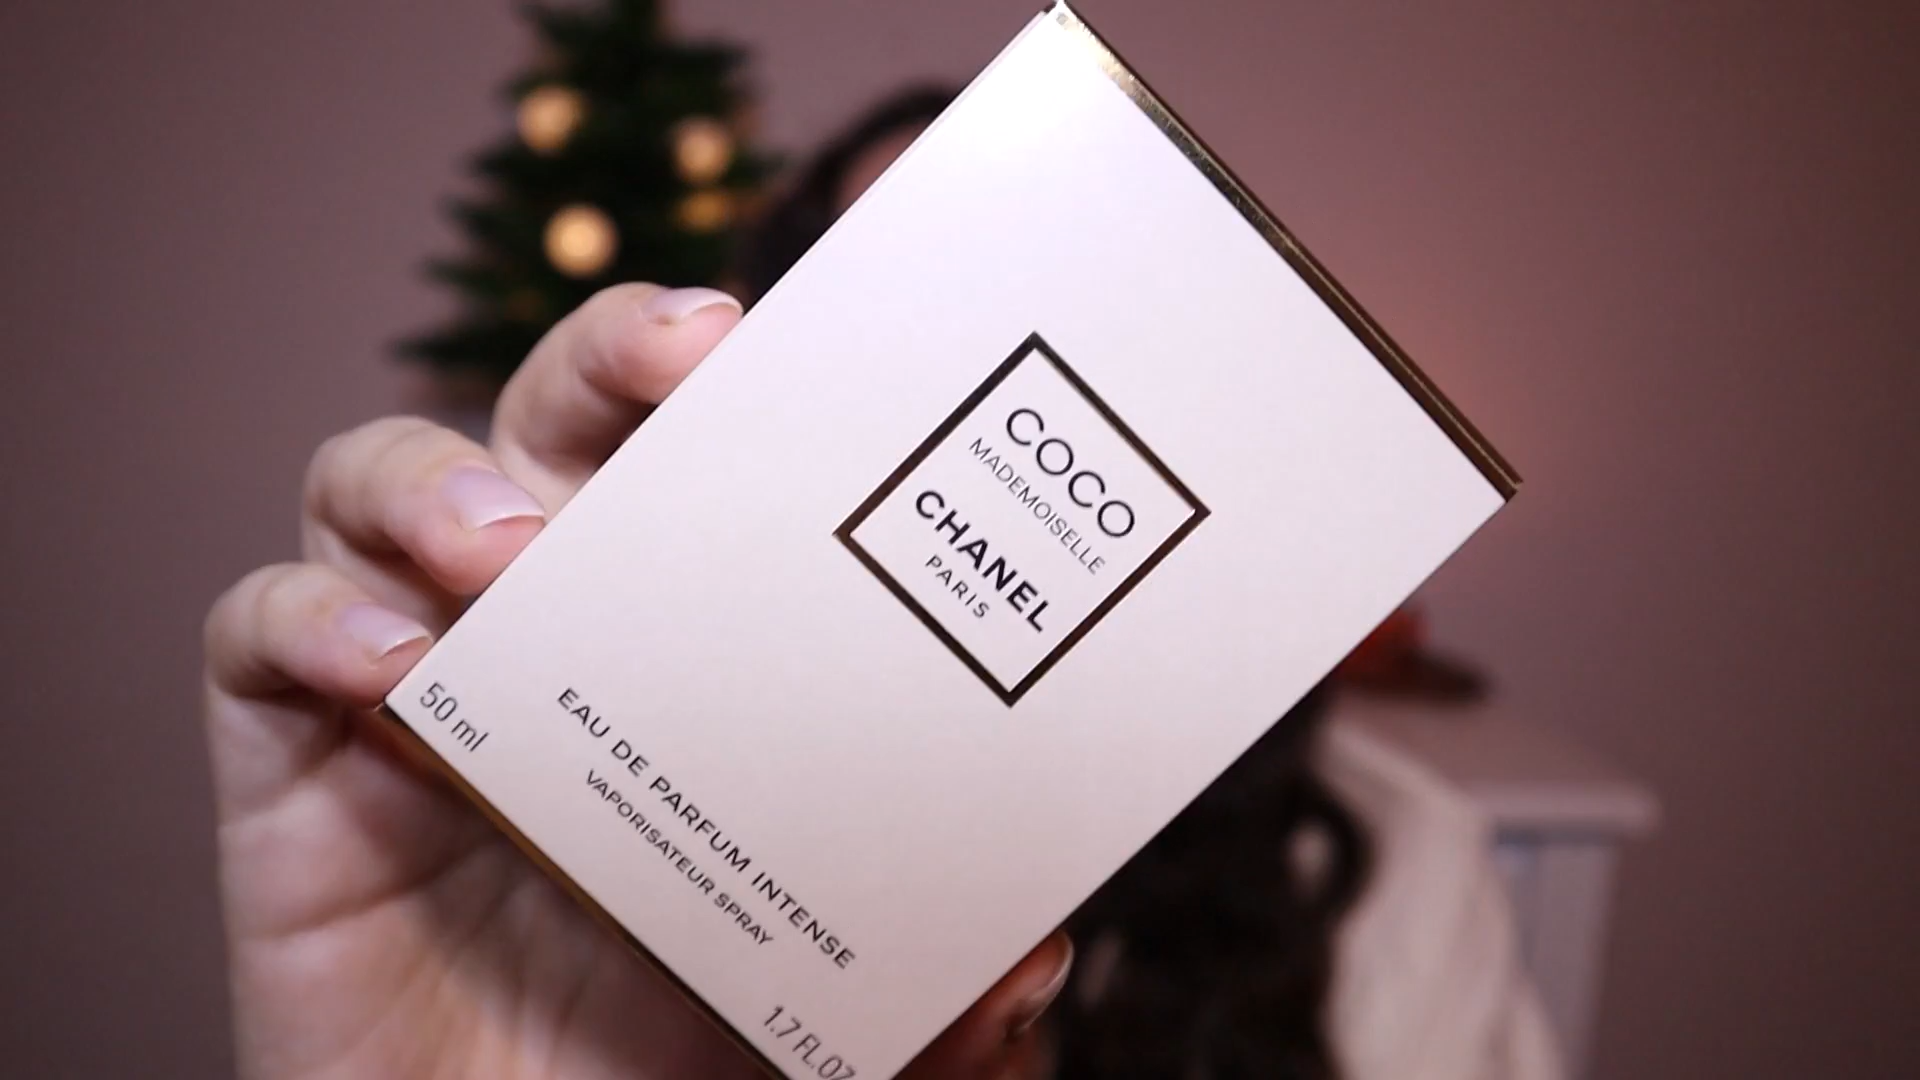 COCO
MADEMOISELLE
CHANEL
PARIS
EAU DE PARFUM INTENSE
VAPORISATEUR SPRAY
50 ml
1.7 FL.OZ